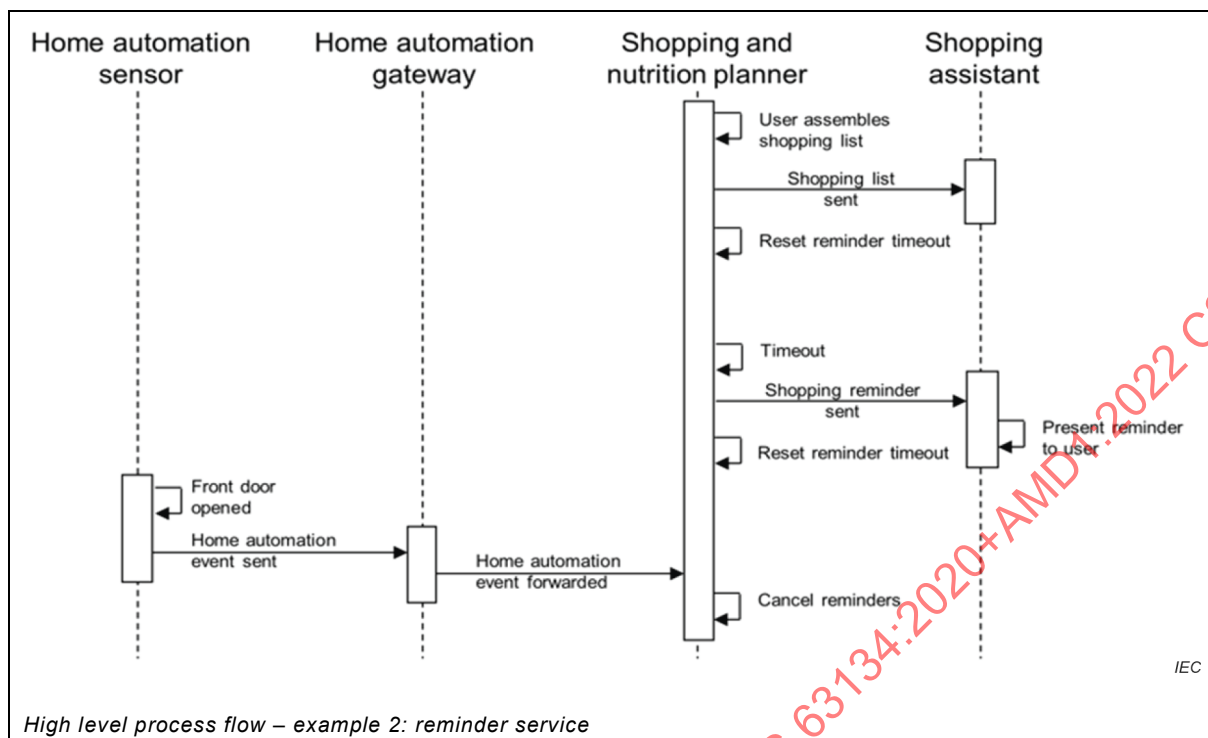 Home automation
sensor
Home automation
gateway
Shopping and
nutrition planner
Shopping
assistant
User assembles
shopping list
Shopping list
sent
Reset reminder timeout
Timeout
Shopping reminder
sent
Present reminder
to user
Reset reminder timeout
Front door
opened
Home automation
event sent
Home automation
event forwarded
Cancel reminders
IEC
High level process flow – example 2: reminder service
63134:2020+AMD1:2022